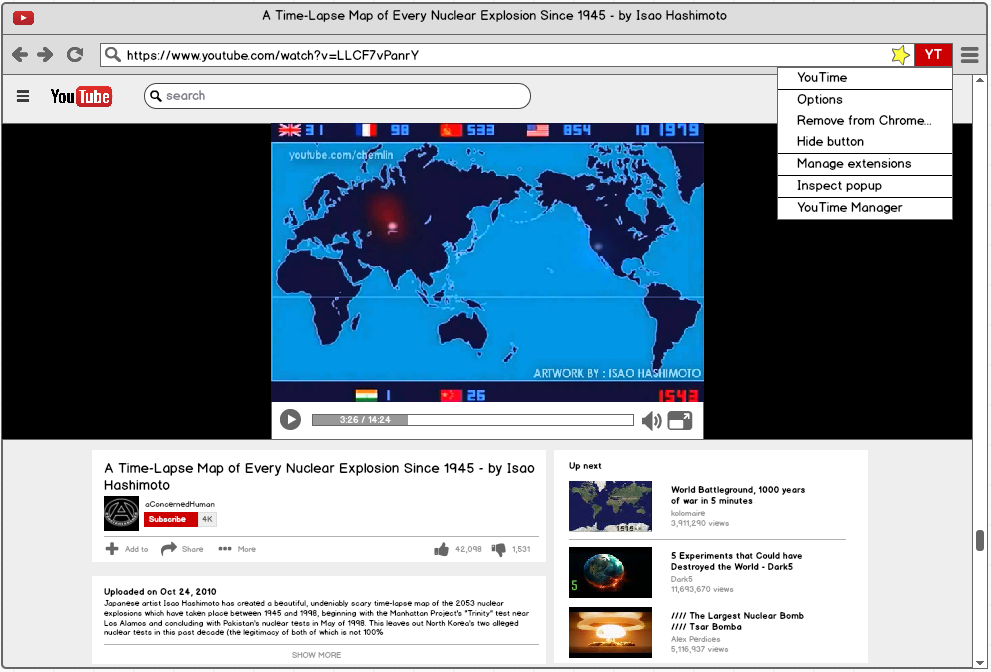 A Time-Lapse Map of Every Nuclear Explosion Since 1945 - by Isao Hashimoto
https://www.youtube.com/watch?v=LLCF7vPanrY
YT
YouTime
Options
Remove from Chrome...
Hide button
Manage extensions
Inspect popup
YouTime Manager
YouTube
search
31 98 533 854 10 1979
youtube.com/chemlin
ARTWORK BY : ISAO HASHIMOTO
1 26 1543
3:26 / 14:24
A Time-Lapse Map of Every Nuclear Explosion Since 1945 - by Isao
Hashimoto
aConcernedHuman
Subscribe 4K
Add to Share More 42,098 1,531
Uploaded on Oct 24, 2010
Japanese artist Isao Hashimoto has created a beautiful, undeniably scary time-lapse map of the 2053 nuclear
explosions which have taken place between 1945 and 1998, beginning with the Manhattan Project's "Trinity" test near
Los Alamos and concluding with Pakistan's nuclear tests in May of 1998. This leaves out North Korea's two alleged
nuclear tests in this past decade (the legitimacy of both of which is not 100%
SHOW MORE
Up next
World Battleground, 1000 years
of war in 5 minutes
kolomaire
3,911,290 views
1515
5 Experiments that Could have
Destroyed the World - Dark5
Dark5
11,693,670 views
5
//// The Largest Nuclear Bomb
//// Tsar Bomba
Alex Perdices
5,116,937 views